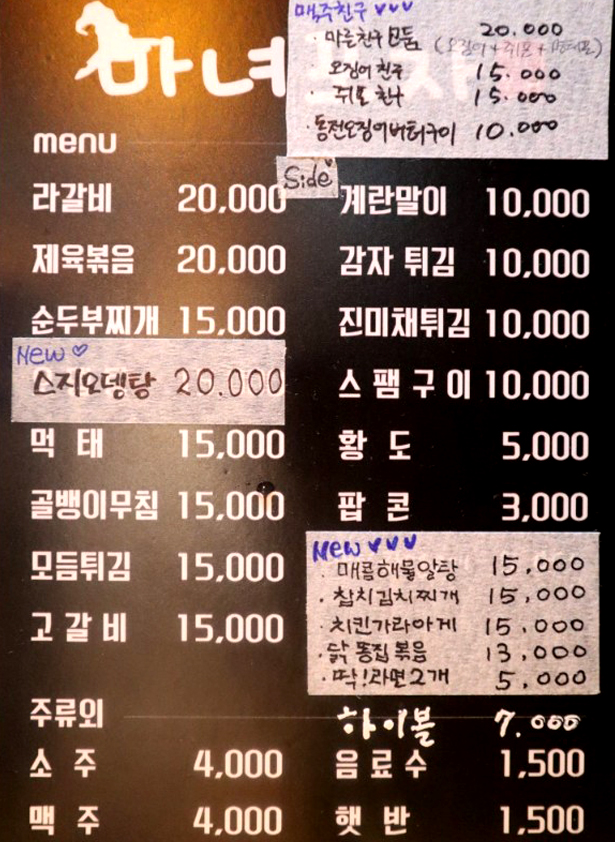 마녀
맥주친구 ♥♥♥
· 마른친구모둠 20.000
(오징어+쥐포+
· 오징어친구 15.000
· 쥐포친구 15.000
· 동전오징어버터구이 10.000
menu
Side
라갈비 20,000
제육볶음 20,000
순두부찌개 15,000
New ♡
스지오뎅탕 20.000
먹 태 15,000
골뱅이무침 15,000
모듬튀김 15,000
고 갈 비 15,000
계란말이 10,000
감자 튀김 10,000
진미채튀김 10,000
스 팸 구 이 10,000
황 도 5,000
팝 콘 3,000
New ♥♥♥
· 매콤해물알탕 15,000
· 참치김치찌개 15,000
· 치킨가라아게 15,000
· 닭똥집볶음 13,000
· 딱!라면2개 5,000
주류외
하이볼 7.000
소 주 4,000
맥 주 4,000
음 료 수 1,500
햇 반 1,500